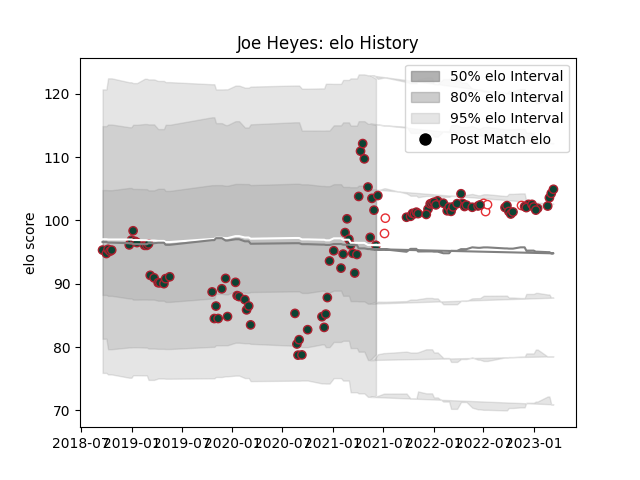 Joe Heyes: elo History
50% elo Interval
80% elo Interval
95% elo Interval
Post Match elo
elo score
120
110
100
90
80
70
2018-07 2019-01 2019-07 2020-01 2020-07 2021-01 2021-07 2022-01 2022-07 2023-01